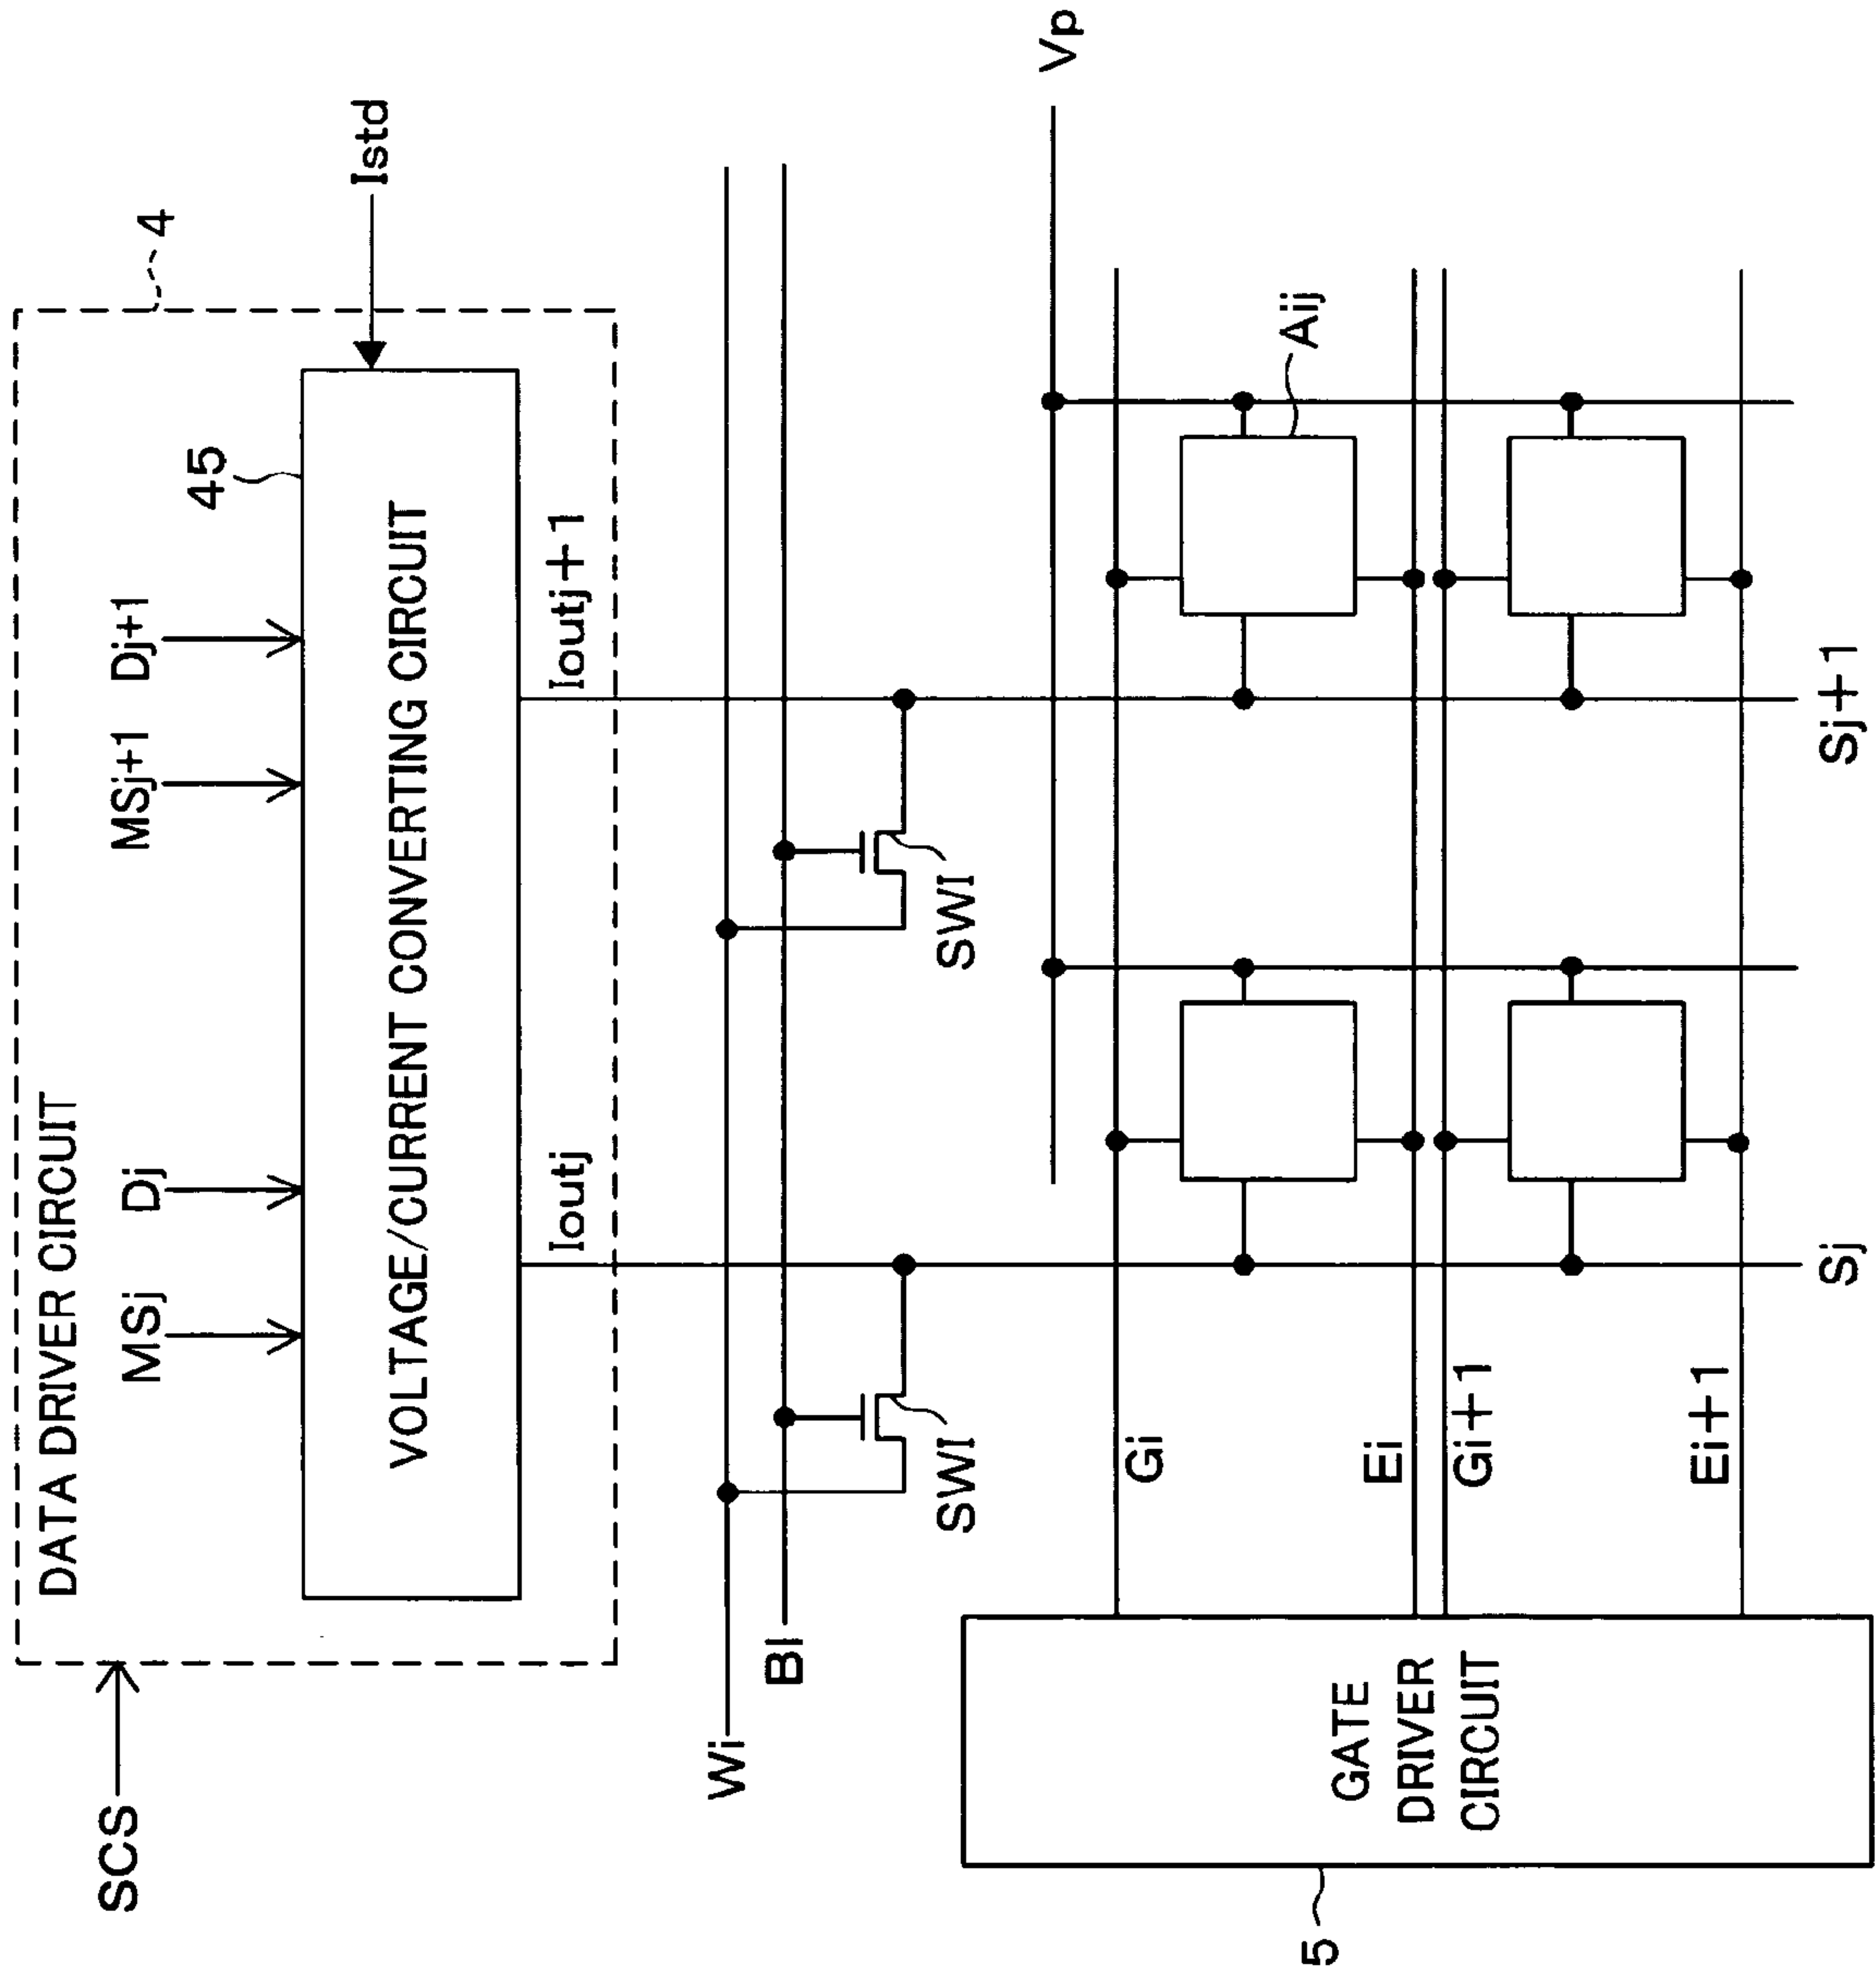 SCS
DATA DRIVER CIRCUIT
4
MSj
Dj
MSj+1
Dj+1
45
VOLTAGE/CURRENT CONVERTING CIRCUIT
Istd
Ioutj
Ioutj+1
Wi
BI
SWI
SWI
Vp
Gi
Aij
Ei
Gi+1
Ei+1
GATE
DRIVER
CIRCUIT
5
Sj
Sj+1